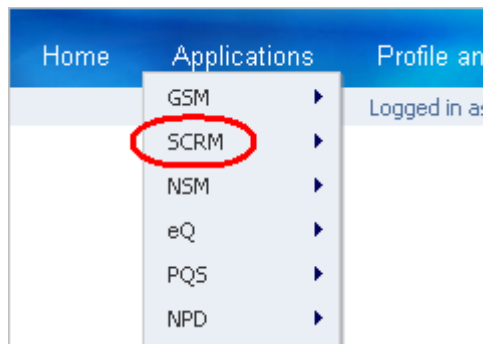 Home Applications Profile an
Logged in as
GSM
SCRM
NSM
eQ
PQS
NPD